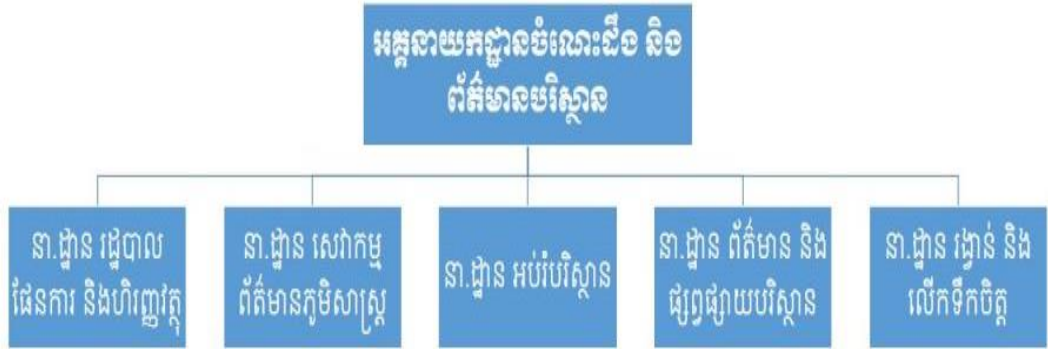 អគ្គនាយកដ្ឋានចំណេះដឹង និង
ព័ត៌មានបរិស្ថាន
នា.ដ្ឋាន រដ្ឋបាល
ផែនការ និងហិរញ្ញវត្ថុ
នា.ដ្ឋាន សេវាកម្ម
ព័ត៌មានភូមិសាស្ត្រ
នា.ដ្ឋាន អប់រំបរិស្ថាន
នា.ដ្ឋាន ព័ត៌មាន និង
ផ្សព្វផ្សាយបរិស្ថាន
នា.ដ្ឋាន រង្វាន់ និង
លើកទឹកចិត្ត